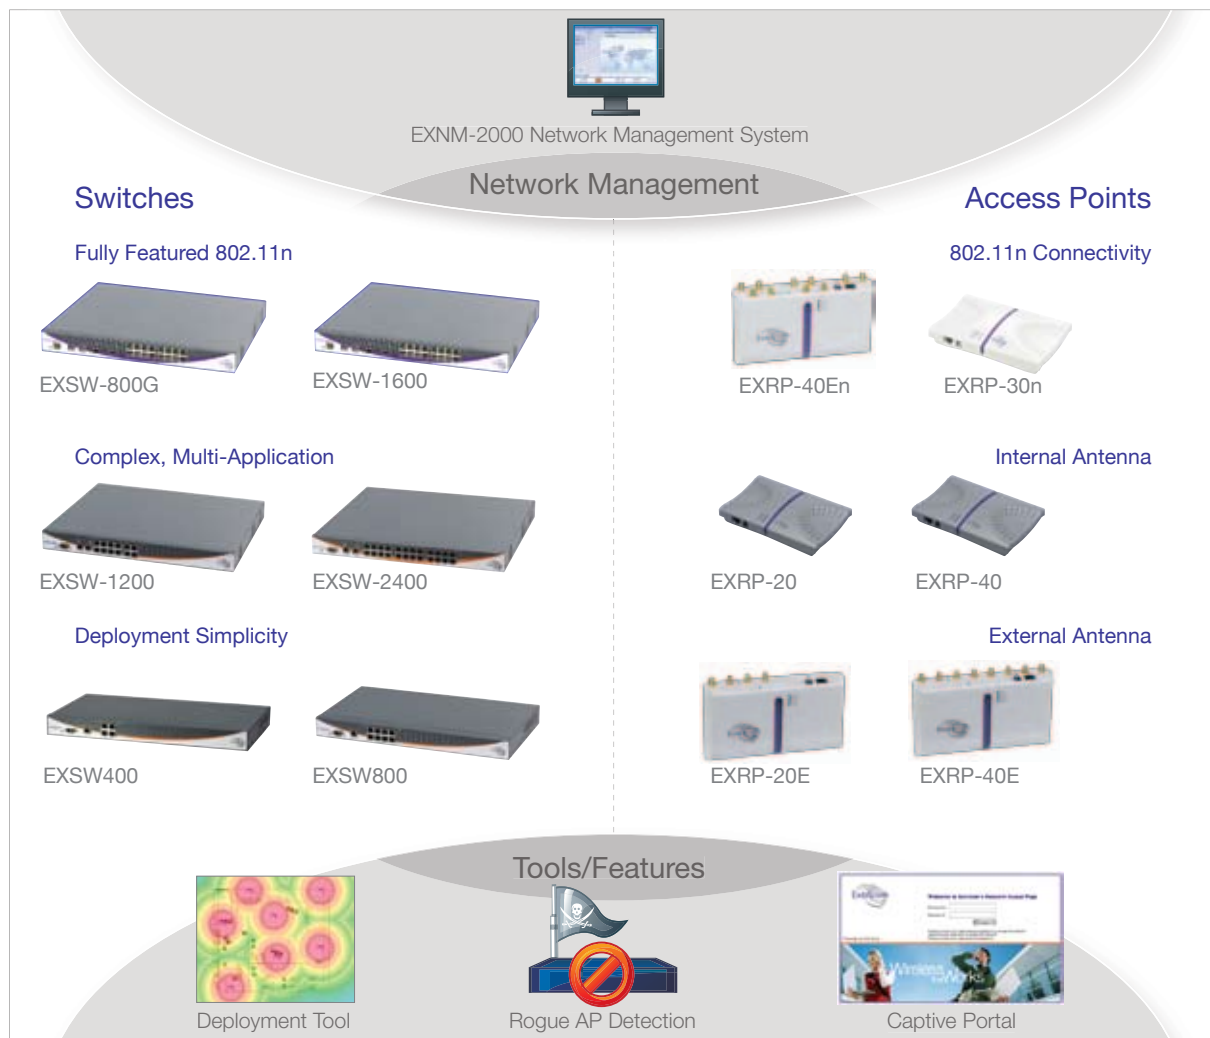 EXNM-2000 Network Management System
Network Management
Switches
Access Points
Fully Featured 802.11n
802.11n Connectivity
EXSW-800G
EXSW-1600
EXRP-40En
EXRP-30n
Complex, Multi-Application
Internal Antenna
EXSW-1200
EXSW-2400
EXRP-20
EXRP-40
Deployment Simplicity
External Antenna
EXSW400
EXSW800
EXRP-20E
EXRP-40E
Tools/Features
Wireless
Works
Deployment Tool
Rogue AP Detection
Captive Portal